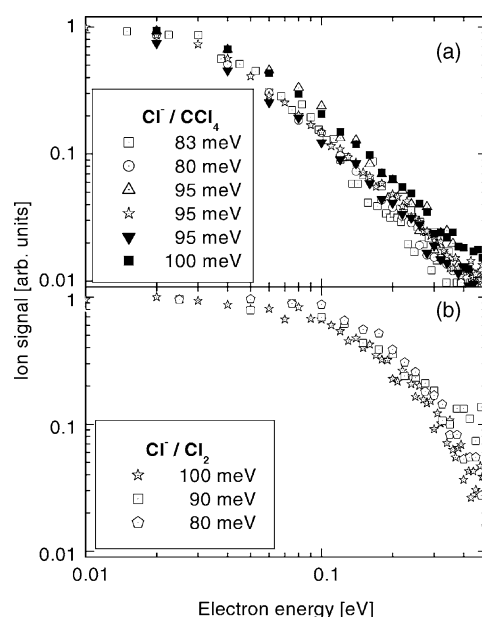 1
(a)
Cl⁻ / CCl₄
83 meV
80 meV
95 meV
95 meV
95 meV
100 meV
0.1
0.01
Ion signal [arb. units]
1
(b)
0.1
Cl⁻ / Cl₂
100 meV
90 meV
80 meV
0.01
0.01
0.1
Electron energy [eV]